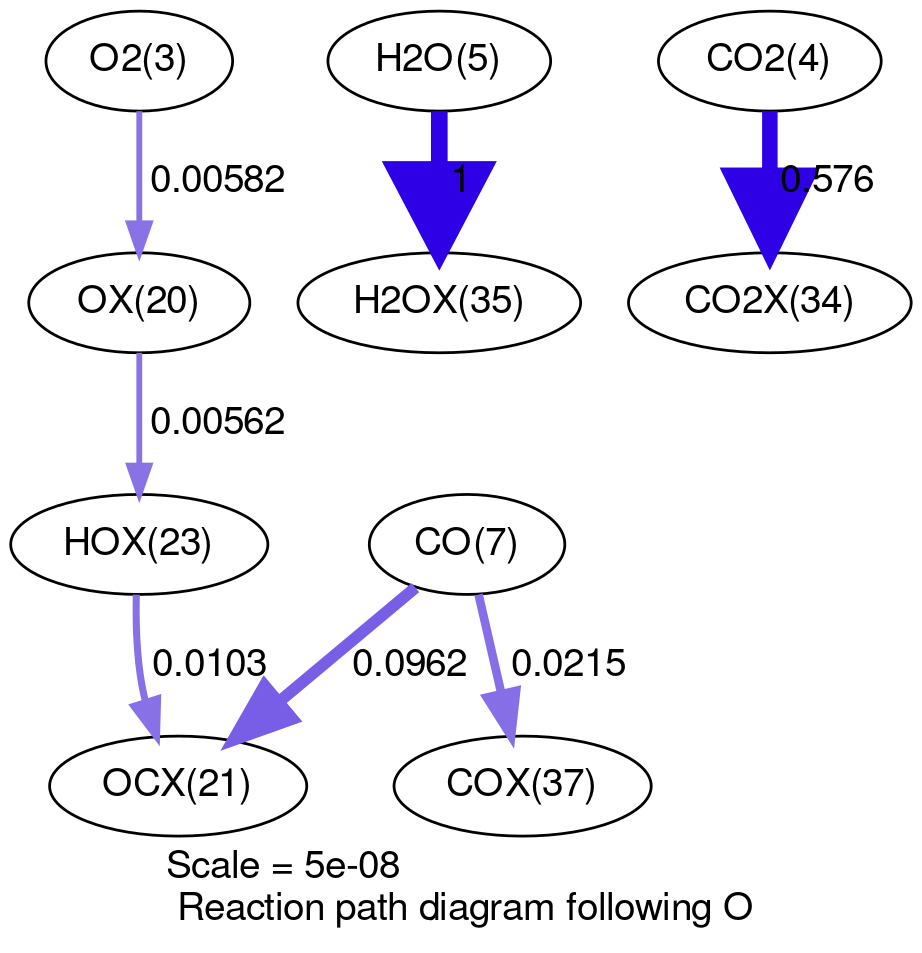 O2(3)
H2O(5)
CO2(4)
0.00582
1
0.576
OX(20)
H2OX(35)
CO2X(34)
0.00562
HOX(23)
CO(7)
0.0103
0.0962
0.0215
OCX(21)
COX(37)
Scale = 5e-08
Reaction path diagram following O